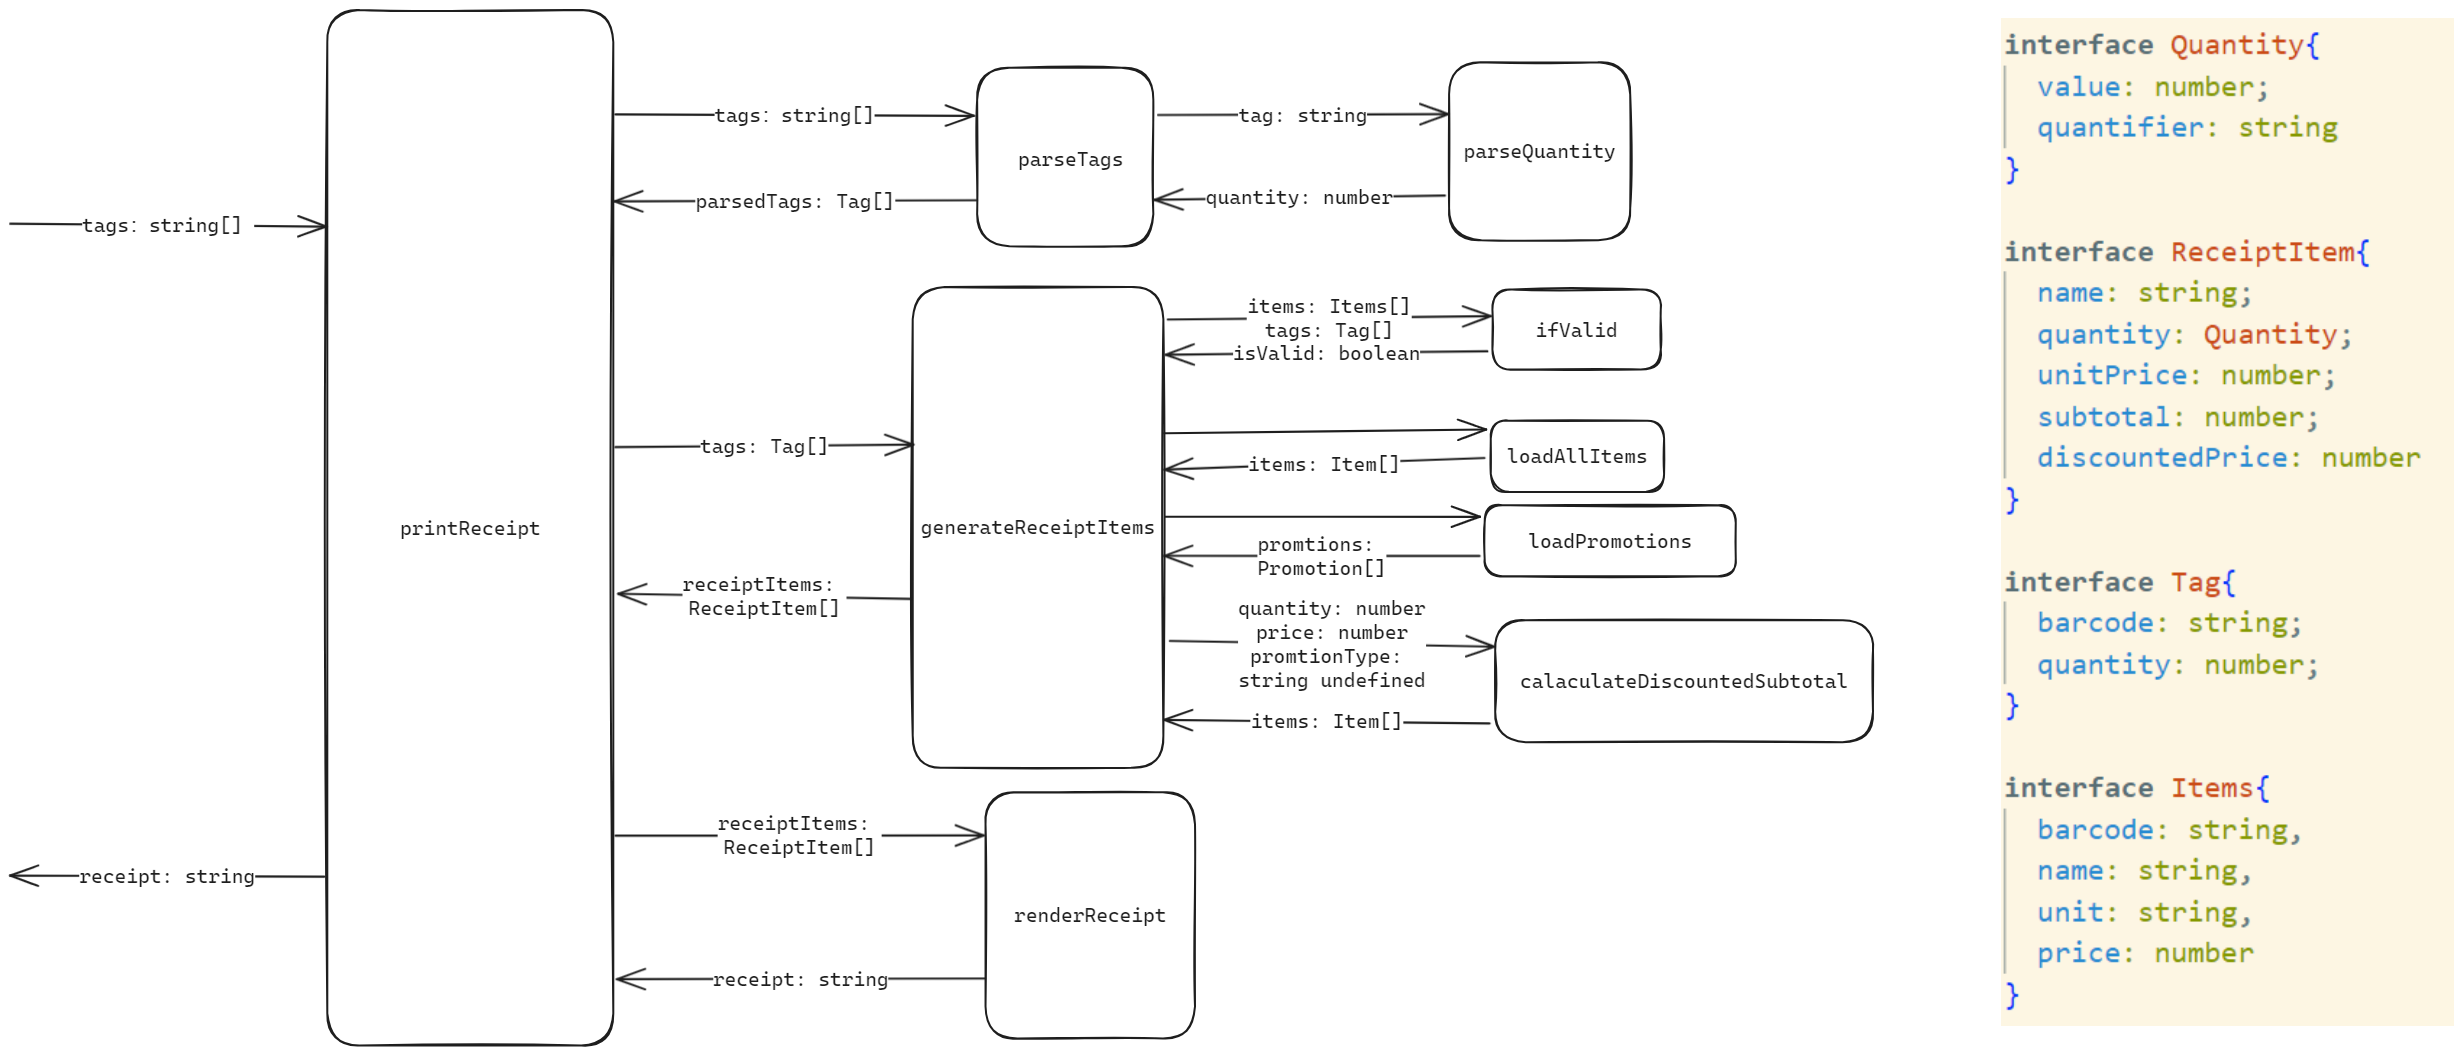 tags: string[]
receipt: string
printReceipt
tags: string[]
parsedTags: Tag[]
parseTags
tag: string
quantity: number
parseQuantity
tags: Tag[]
receiptItems:
ReceiptItem[]
generateReceiptItems
items: Items[]
tags: Tag[]
isValid: boolean
ifValid
items: Item[]
loadAllItems
promtions:
Promotion[]
loadPromotions
quantity: number
price: number
promtionType:
string undefined
items: Item[]
calaculateDiscountedSubtotal
receiptItems:
ReceiptItem[]
receipt: string
renderReceipt
interface Quantity{
value: number;
quantifier: string
}
interface ReceiptItem{
name: string;
quantity: Quantity;
unitPrice: number;
subtotal: number;
discountedPrice: number
}
interface Tag{
barcode: string;
quantity: number;
}
interface Items{
barcode: string,
name: string,
unit: string,
price: number
}